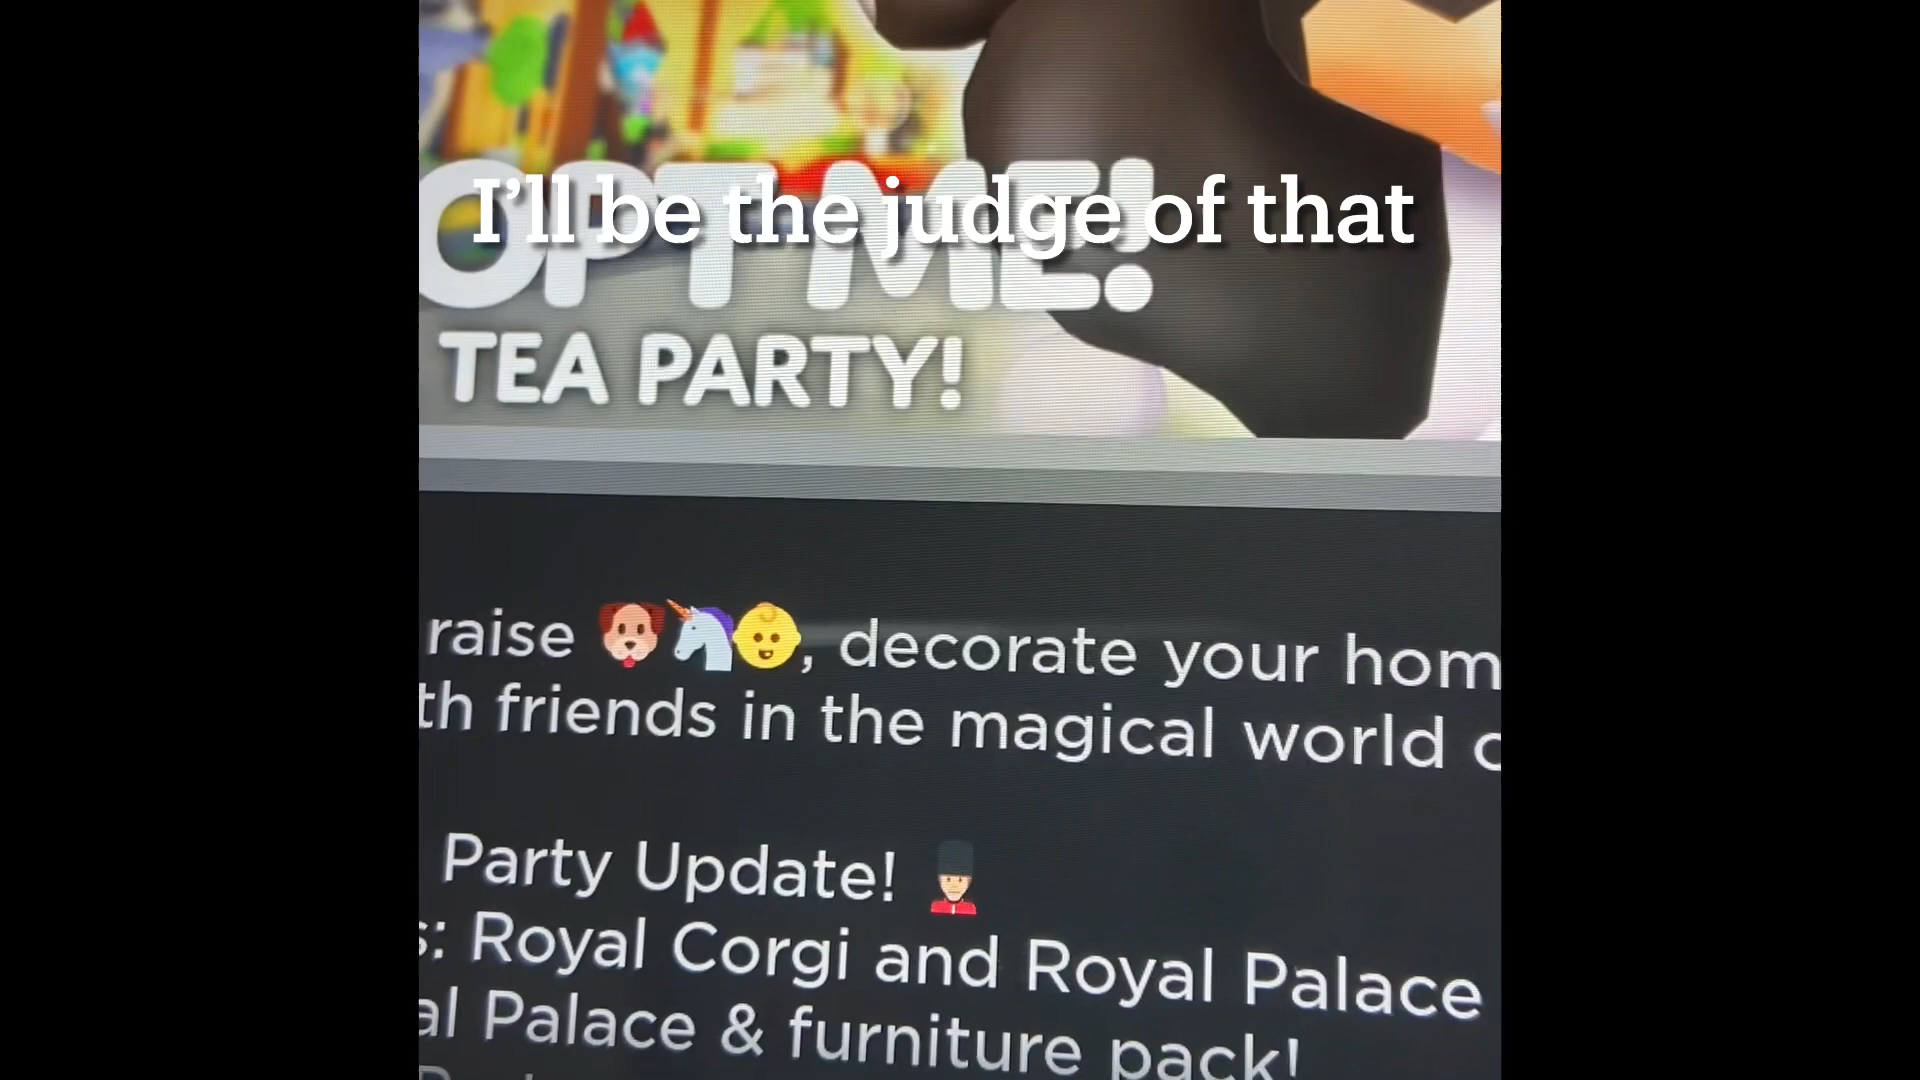 I'll be the judge of that
OPT ME!
TEA PARTY!
raise 🐶🦄👶, decorate your hom
th friends in the magical world
Party Update! 💂
s: Royal Corgi and Royal Palace
al Palace & furniture pack!